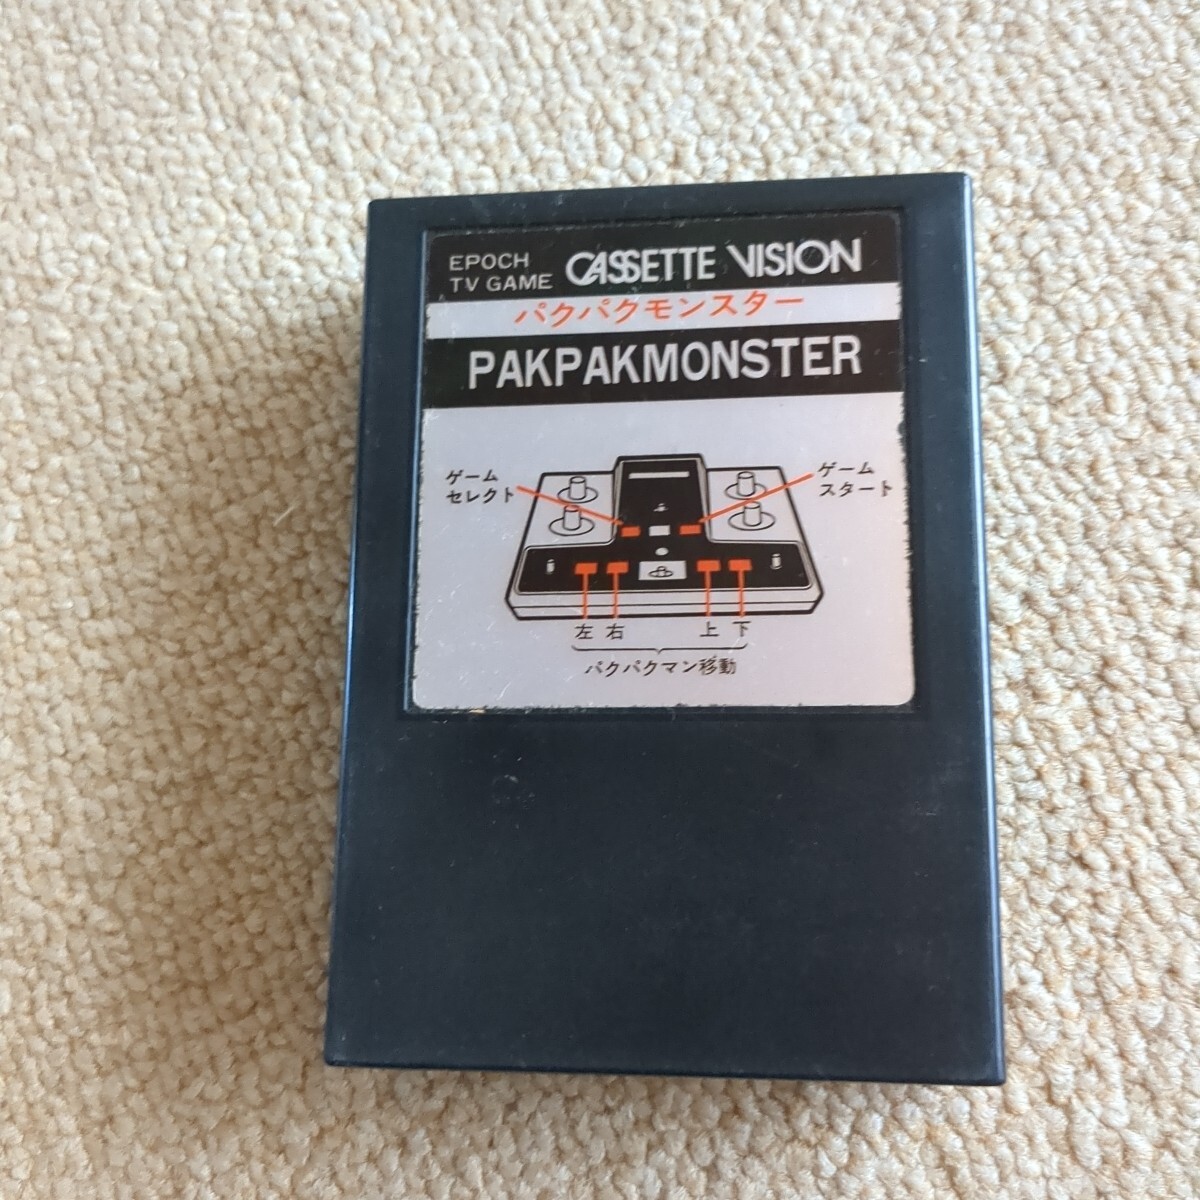 EPOCH
TV GAME
CASSETTE VISION
パクパクモンスター
PAKPAKMONSTER
ゲーム
セレクト
ゲーム
スタート
左 右 上 下
パクパクマン移動